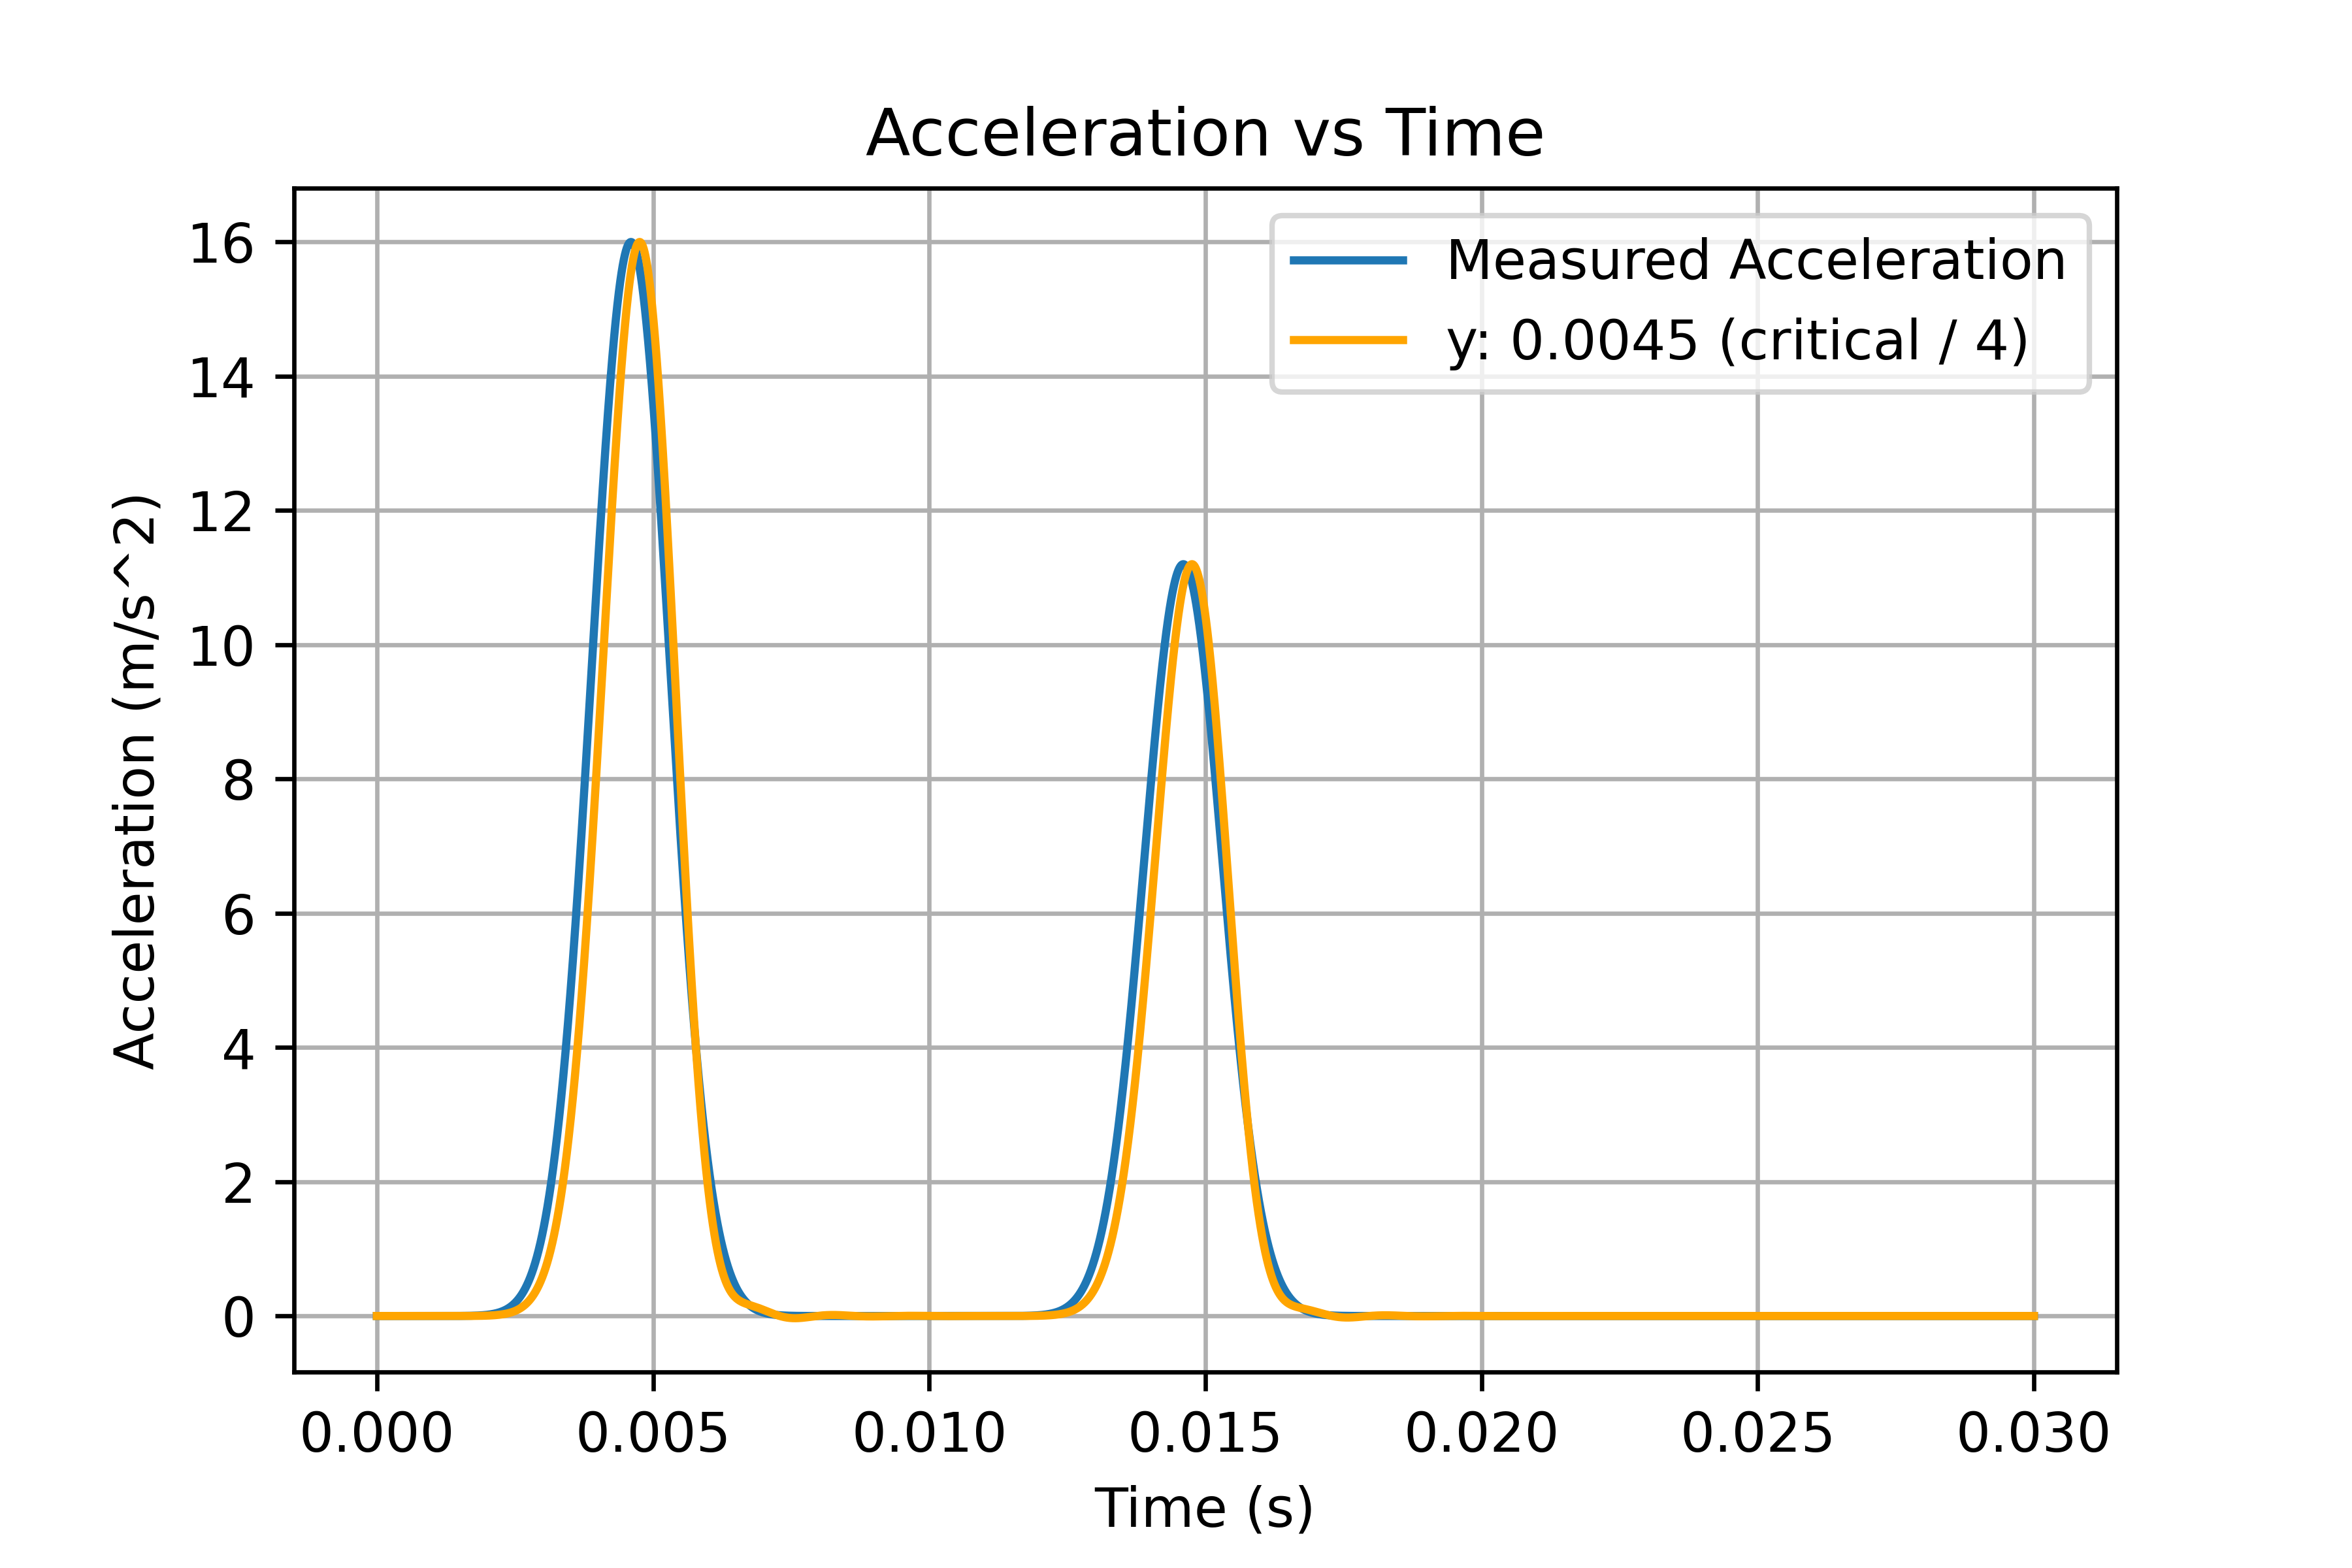 Acceleration vs Time
Measured Acceleration
y: 0.0045 (critical / 4)
Acceleration (m/s^2)
16
14
12
10
8
6
4
2
0
0.000 0.005 0.010 0.015 0.020 0.025 0.030
Time (s)